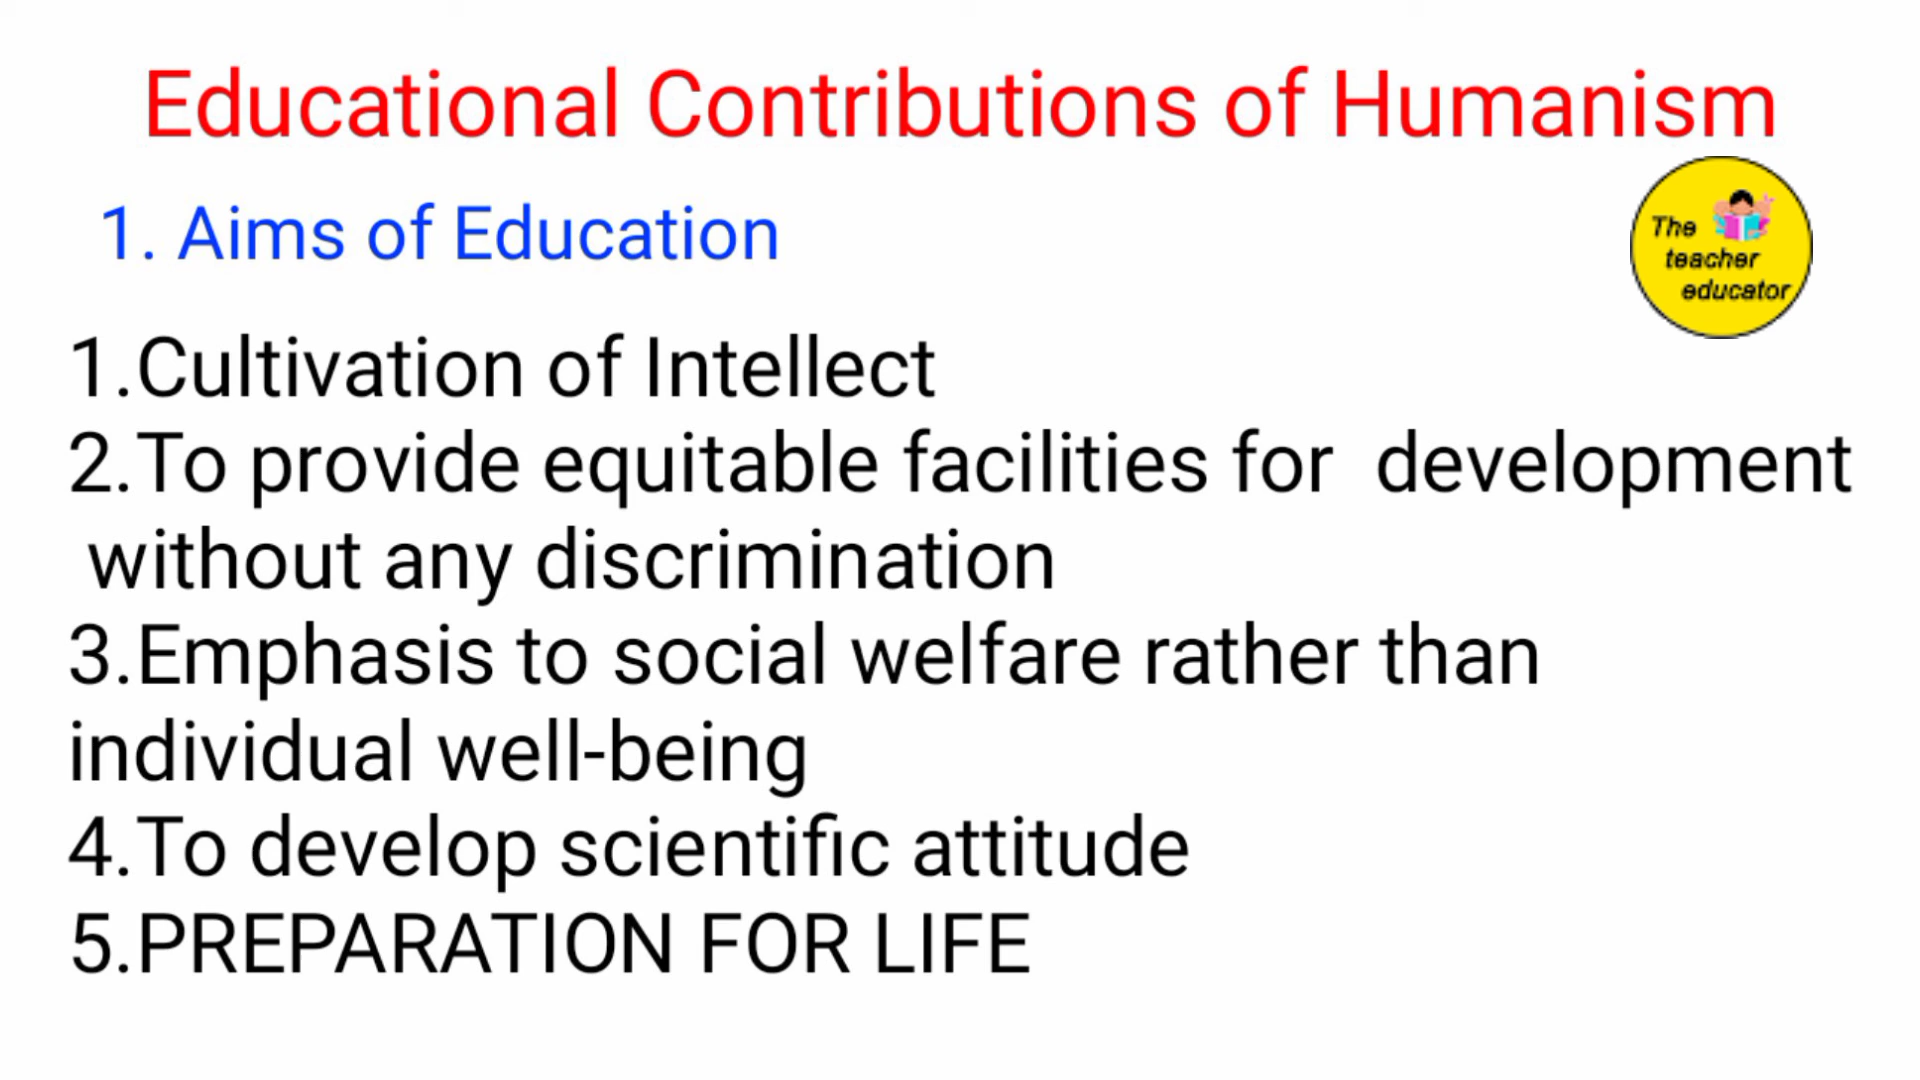 Educational Contributions of Humanism
1. Aims of Education
The
teacher
educator
1.Cultivation of Intellect
2.To provide equitable facilities for  development
without any discrimination
3.Emphasis to social welfare rather than
individual well-being
4.To develop scientific attitude
5.PREPARATION FOR LIFE